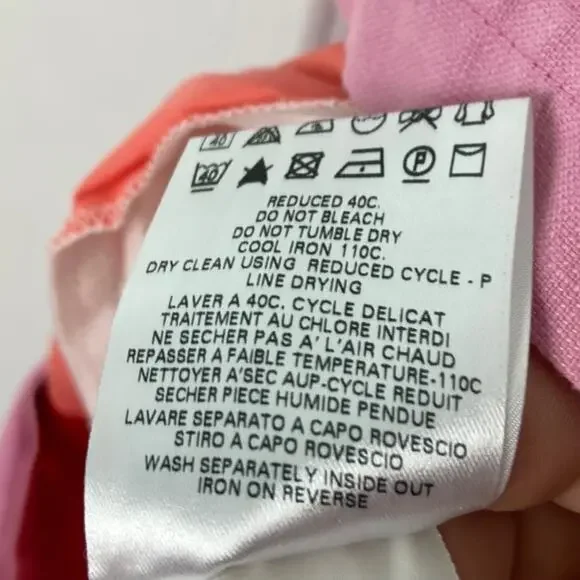 40
40 P
REDUCED 40C.
DO NOT BLEACH
DO NOT TUMBLE DRY
COOL IRON 110C.
DRY CLEAN USING REDUCED CYCLE - P
LINE DRYING
LAVER A 40C. CYCLE DELICAT
TRAITEMENT AU CHLORE INTERDI
NE SECHER PAS A' L'AIR CHAUD
REPASSER A FAIBLE TEMPERATURE-110C
NETTOYER A'SEC AUP-CYCLE REDUIT
SECHER PIECE HUMIDE PENDUE
LAVARE SEPARATO A CAPO ROVESCIO
STIRO A CAPO ROVESCIO
WASH SEPARATELY INSIDE OUT
IRON ON REVERSE